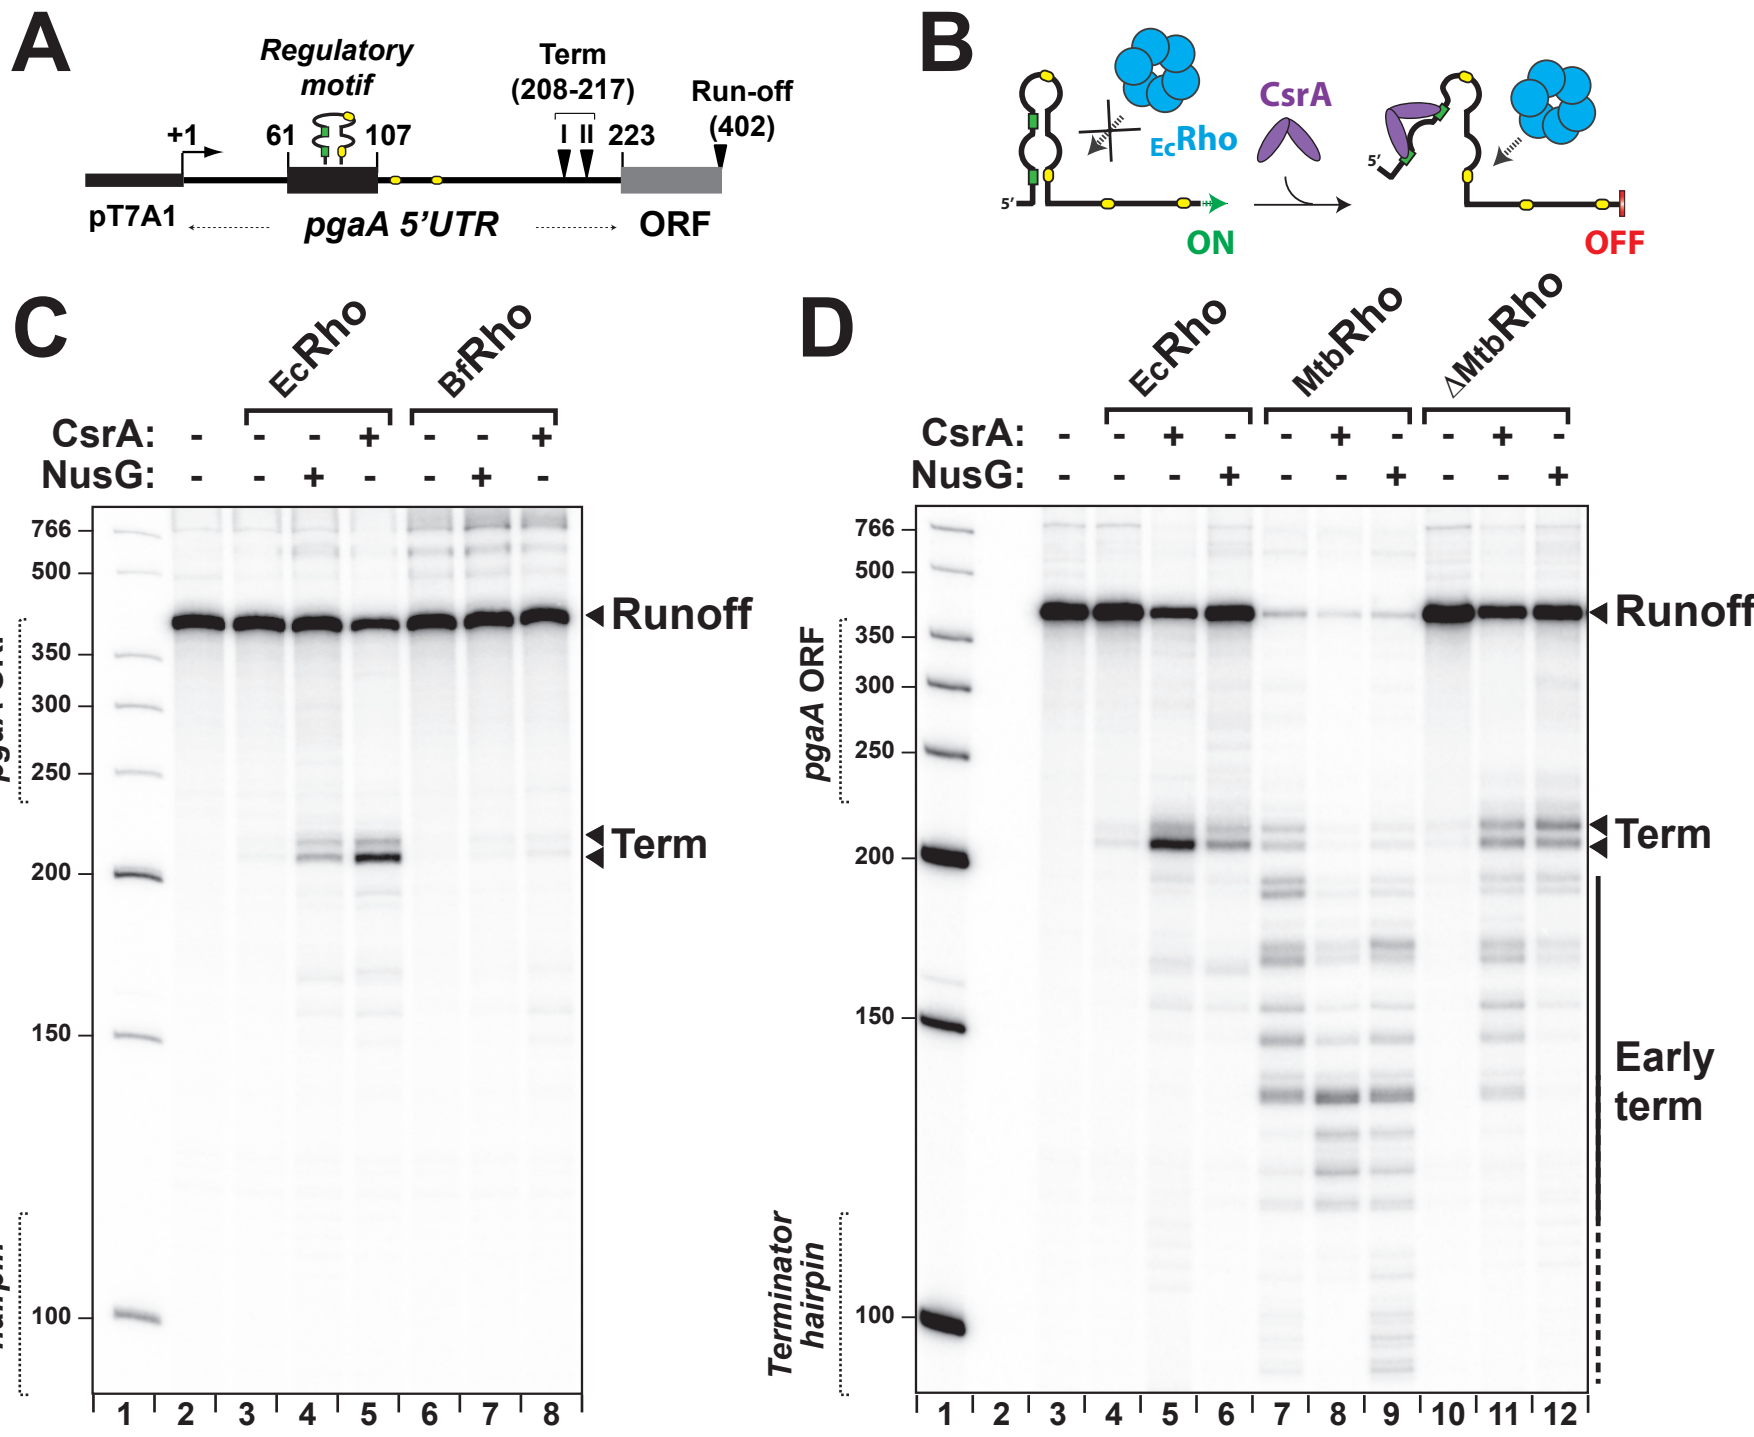 A
Regulatory
motif
Term
(208-217)
Run-off
(402)
+1
61
107
I II
223
pT7A1
pgaA 5'UTR
ORF
B
EcRho
CsrA
5'
ON
5'
OFF
C
EcRho
BfRho
CsrA: - - - + - - +
NusG: - - + - - + -
766
500
350
300
250
200
150
100
Runoff
Term
1 2 3 4 5 6 7 8
D
EcRho
MtbRho
ΔMtbRho
CsrA: - - + - - + - - + -
NusG: - - - + - - + - - +
766
500
350
300
250
200
150
100
pgaA ORF
Terminator
hairpin
Runoff
Term
Early
term
1 2 3 4 5 6 7 8 9 10 11 12